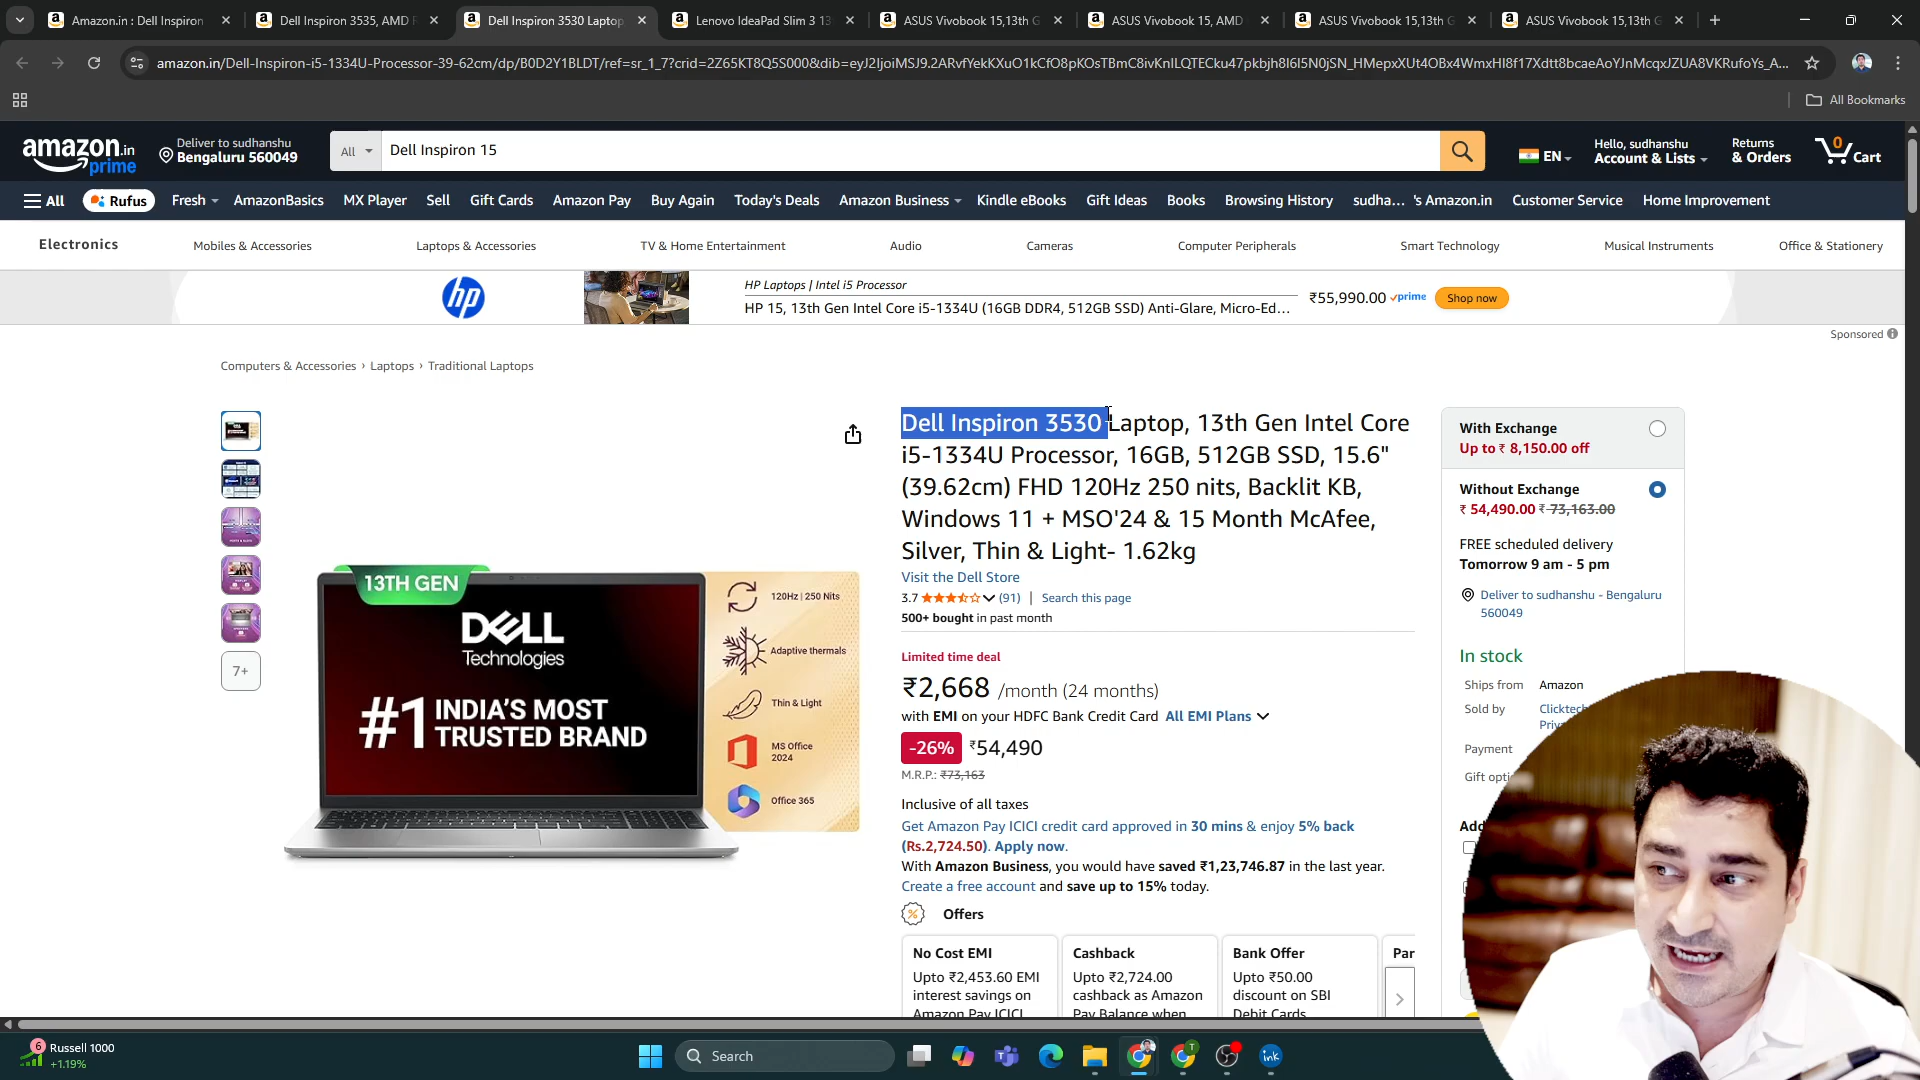 Amazon.in : Dell Inspiron
Dell Inspiron 3535, AMD R
Dell Inspiron 3530 Laptop
Lenovo IdeaPad Slim 3 13
ASUS Vivobook 15,13th G
ASUS Vivobook 15, AMD
ASUS Vivobook 15,13th G
ASUS Vivobook 15,13th G
All Bookmarks
amazon.in
prime
Deliver to sudhanshu
Bengaluru 560049
All
Dell Inspiron 15
EN
Hello, sudhanshu
Account & Lists
Returns
& Orders
0
Cart
All
Rufus
Fresh
AmazonBasics
MX Player
Sell
Gift Cards
Amazon Pay
Buy Again
Today's Deals
Amazon Business
Kindle eBooks
Gift Ideas
Books
Browsing History
sudha... 's Amazon.in
Customer Service
Home Improvement
Electronics
Mobiles & Accessories
Laptops & Accessories
TV & Home Entertainment
Audio
Cameras
Computer Peripherals
Smart Technology
Musical Instruments
Office & Stationery
hp
HP Laptops | Intel i5 Processor
HP 15, 13th Gen Intel Core i5-1334U (16GB DDR4, 512GB SSD) Anti-Glare, Micro-Ed...
₹55,990.00 prime
Shop now
Sponsored
Computers & Accessories › Laptops › Traditional Laptops
7+
13TH GEN
DELL
Technologies
#1 INDIA'S MOST
TRUSTED BRAND
120Hz | 250 Nits
Adaptive thermals
Thin & Light
MS Office
2024
Office 365
Dell Inspiron 3530 Laptop, 13th Gen Intel Core
i5-1334U Processor, 16GB, 512GB SSD, 15.6"
(39.62cm) FHD 120Hz 250 nits, Backlit KB,
Windows 11 + MSO'24 & 15 Month McAfee,
Silver, Thin & Light- 1.62kg
Visit the Dell Store
3.7 (91) | Search this page
500+ bought in past month
Limited time deal
₹2,668 /month (24 months)
with EMI on your HDFC Bank Credit Card All EMI Plans
-26% ₹54,490
M.R.P.: ₹73,163
Inclusive of all taxes
Get Amazon Pay ICICI credit card approved in 30 mins & enjoy 5% back
(Rs.2,724.50). Apply now.
With Amazon Business, you would have saved ₹1,23,746.87 in the last year.
Create a free account and save up to 15% today.
Offers
No Cost EMI
Upto ₹2,453.60 EMI
interest savings on
Amazon Pay ICICI
Cashback
Upto ₹2,724.00
cashback as Amazon
Pay Balance when
Bank Offer
Upto ₹50.00
discount on SBI
Debit Cards
Par
With Exchange
Up to ₹ 8,150.00 off
Without Exchange
₹ 54,490.00 ₹ 73,163.00
FREE scheduled delivery
Tomorrow 9 am - 5 pm
Deliver to sudhanshu - Bengaluru
560049
In stock
Ships from Amazon
Sold by Clicktech
Priv
Payment
Gift opti
Add
6
Russell 1000
+1.19%
Search
T
ink